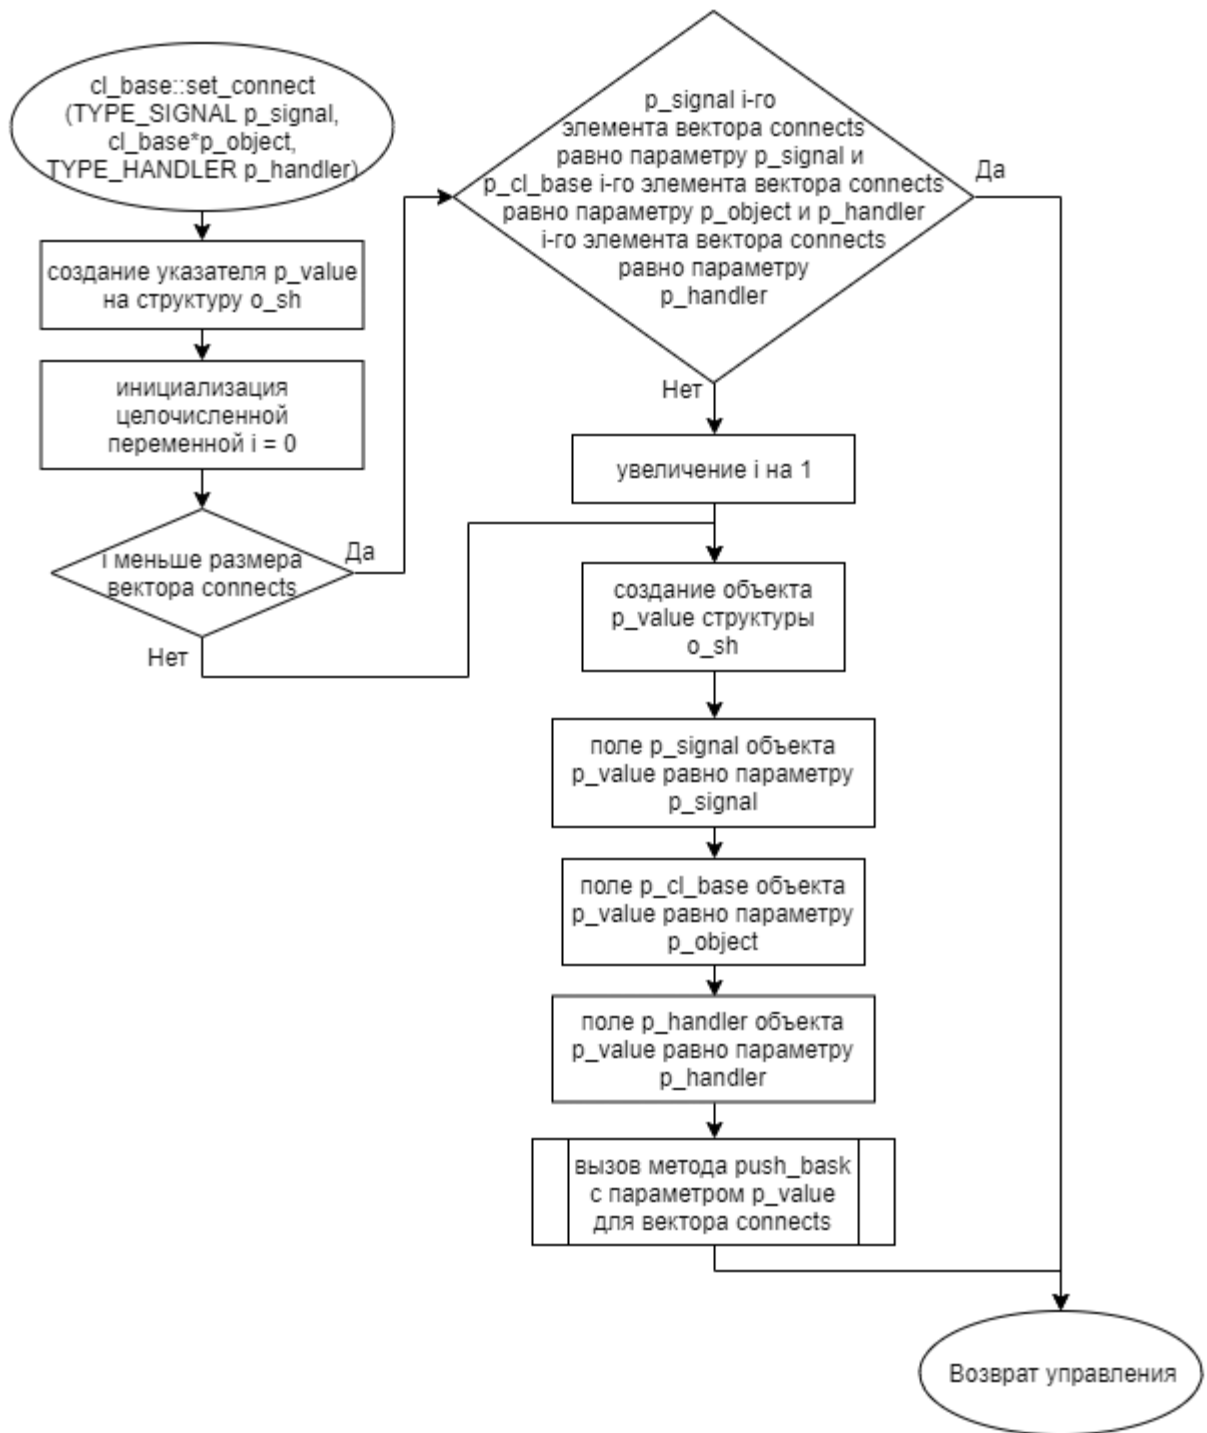 cl_base::set_connect
(TYPE_SIGNAL p_signal,
cl_base*p_object,
TYPE_HANDLER p_handler)
создание указателя p_value
на структуру o_sh
инициализация
целочисленной
переменной i = 0
i меньше размера
вектора connects
Да
Нет
p_signal i-го
элемента вектора connects
равно параметру p_signal и
p_cl_base i-го элемента вектора connects
равно параметру p_object и p_handler
i-го элемента вектора connects
равно параметру
p_handler
Да
Нет
увеличение i на 1
создание объекта
p_value структуры
o_sh
поле p_signal объекта
p_value равно параметру
p_signal
поле p_cl_base объекта
p_value равно параметру
p_object
поле p_handler объекта
p_value равно параметру
p_handler
вызов метода push_bask
с параметром p_value
для вектора connects
Возврат управления